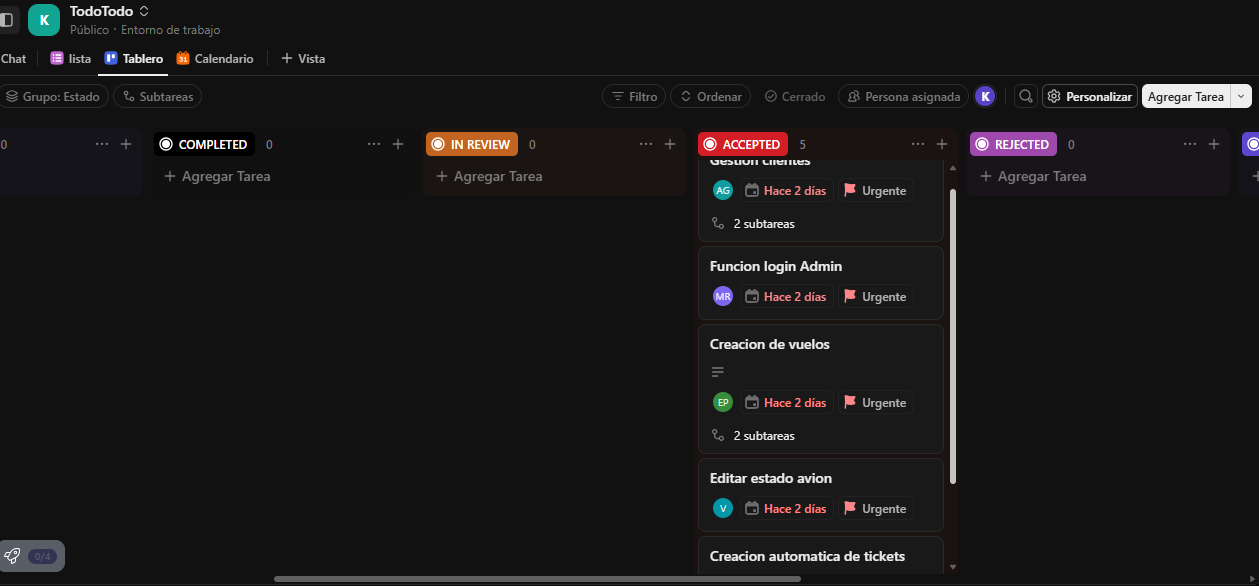 K
TodoTodo
Público · Entorno de trabajo
Chat
lista
Tablero
31
Calendario
+ Vista
Grupo: Estado
Subtareas
Filtro
Ordenar
Cerrado
Persona asignada
K
Personalizar
Agregar Tarea
0
COMPLETED 0
+ Agregar Tarea
IN REVIEW 0
+ Agregar Tarea
ACCEPTED 5
Gestion clientes
AG Hace 2 días Urgente
2 subtareas
Funcion login Admin
MR Hace 2 días Urgente
Creacion de vuelos
EP Hace 2 días Urgente
2 subtareas
Editar estado avion
V Hace 2 días Urgente
Creacion automatica de tickets
REJECTED 0
+ Agregar Tarea
0/4